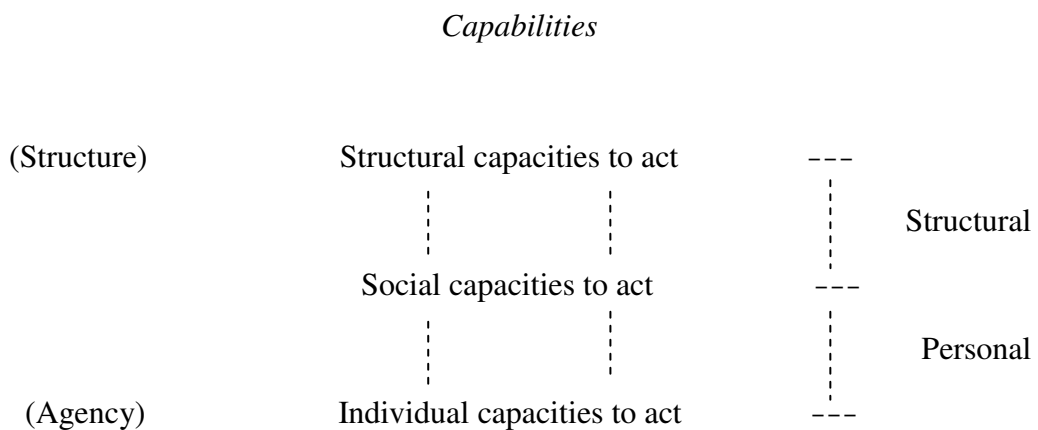 Capabilities
(Structure) Structural capacities to act
Structural
Social capacities to act
Personal
(Agency) Individual capacities to act